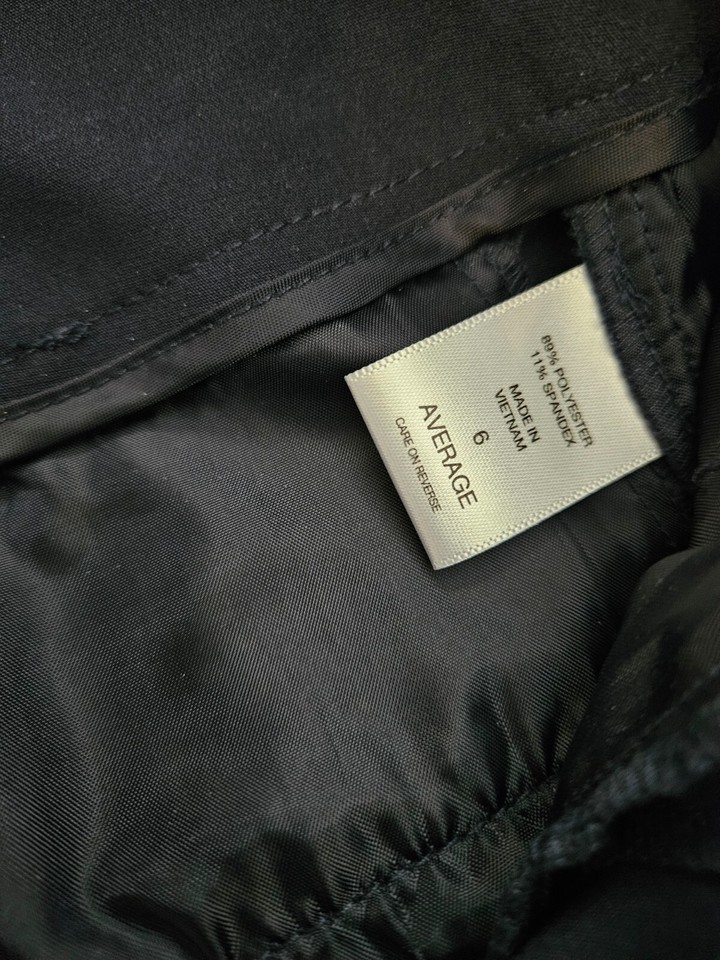 89% POLYESTER
11% SPANDEX
MADE IN
VIETNAM
6
AVERAGE
CARE ON REVERSE